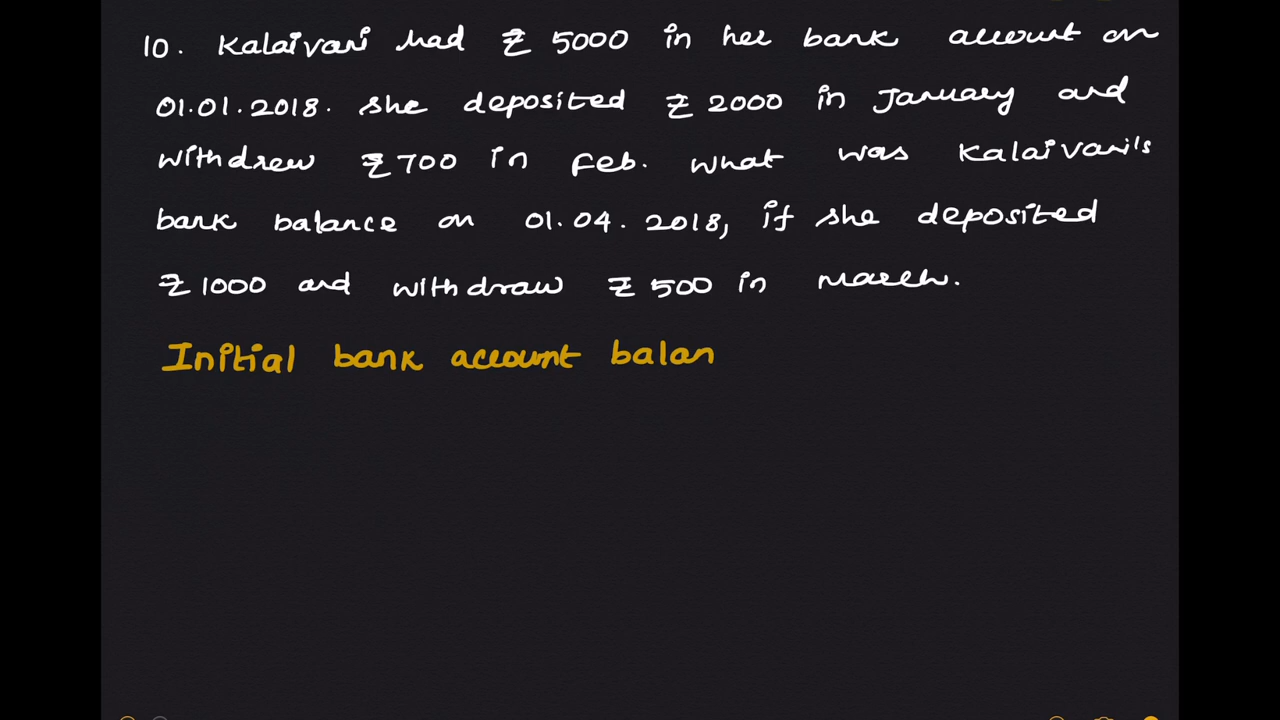 10. Kalaivani had ₹ 5000 in her bank account on
01.01.2018. she deposited ₹ 2000 in January and
withdrew ₹ 700 in Feb. what was Kalaivani's
bank balance on 01.04.2018, if she deposited
₹ 1000 and withdraw ₹ 500 in March.
Initial bank account balan